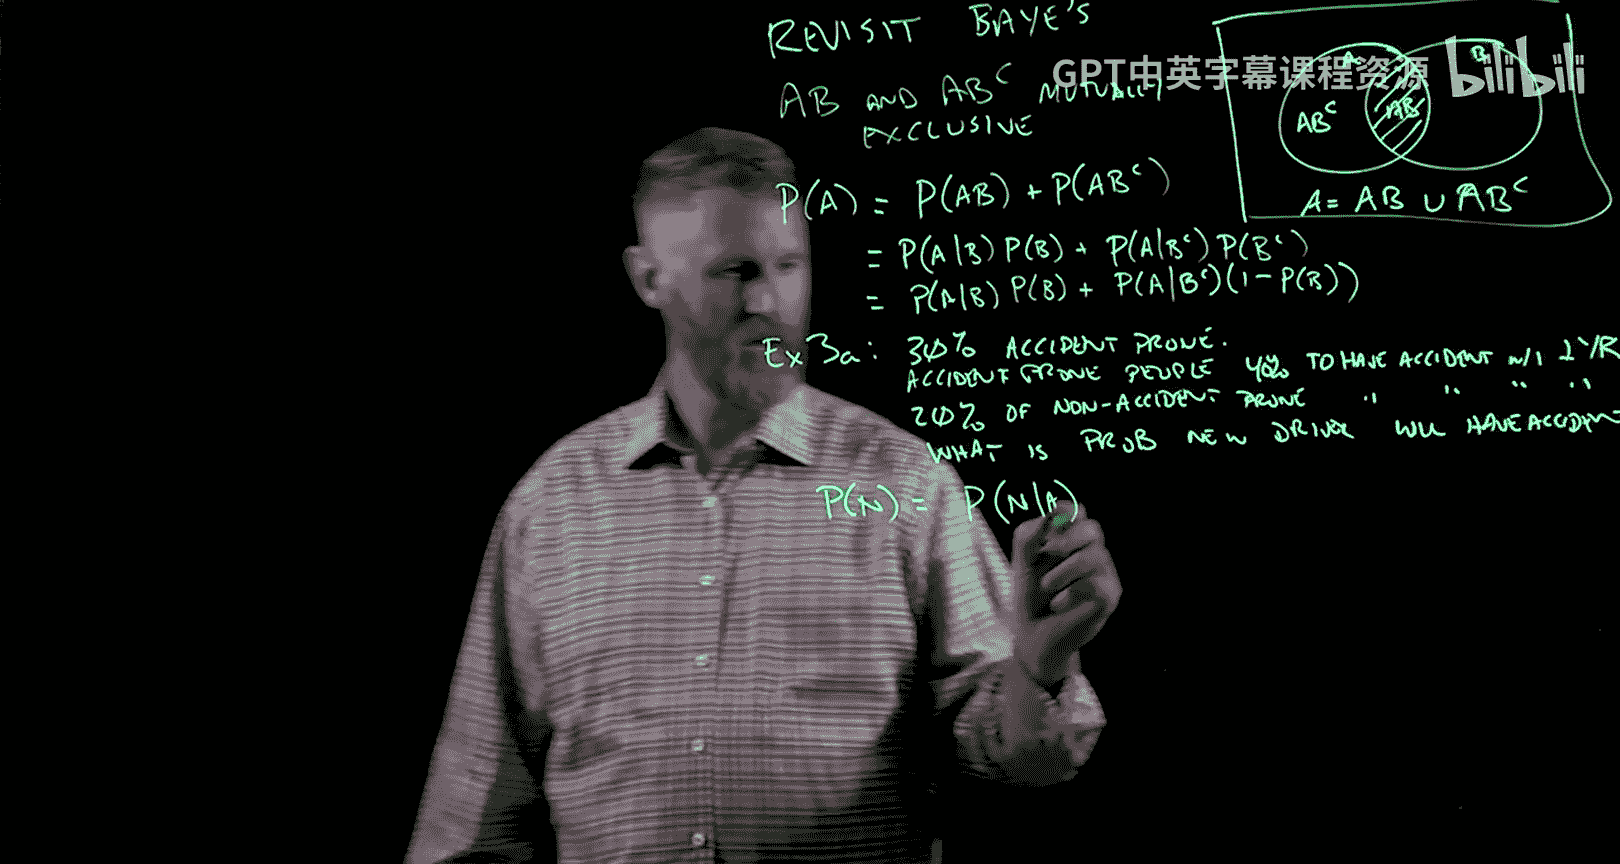 REVISIT BAYE'S
GPT中英字幕课程资源 bilibili
AB AND AB^c MUTUALLY
EXCLUSIVE
A B
AB^c AB
A = AB ∪ AB^c
P(A) = P(AB) + P(AB^c)
= P(A|B) P(B) + P(A|B^c) P(B^c)
= P(A|B) P(B) + P(A|B^c)(1 - P(B))
Ex 3a: 30% ACCIDENT PRONE.
ACCIDENT PRONE PEOPLE 40% TO HAVE ACCIDENT w/i 1 YR
20% OF NON-ACCIDENT PRONE " " " "
WHAT IS PROB NEW DRIVER WILL HAVE ACCIDEN
P(N) = P(N|A)